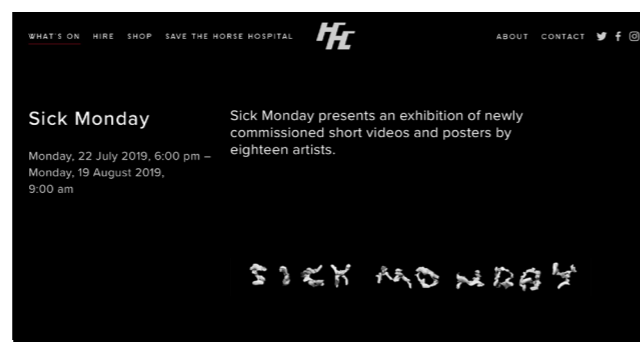 WHAT'S ON HIRE SHOP SAVE THE HORSE HOSPITAL HH ABOUT CONTACT
Sick Monday
Monday, 22 July 2019, 6:00 pm –
Monday, 19 August 2019,
9:00 am
Sick Monday presents an exhibition of newly
commissioned short videos and posters by
eighteen artists.
SICK MONDAY